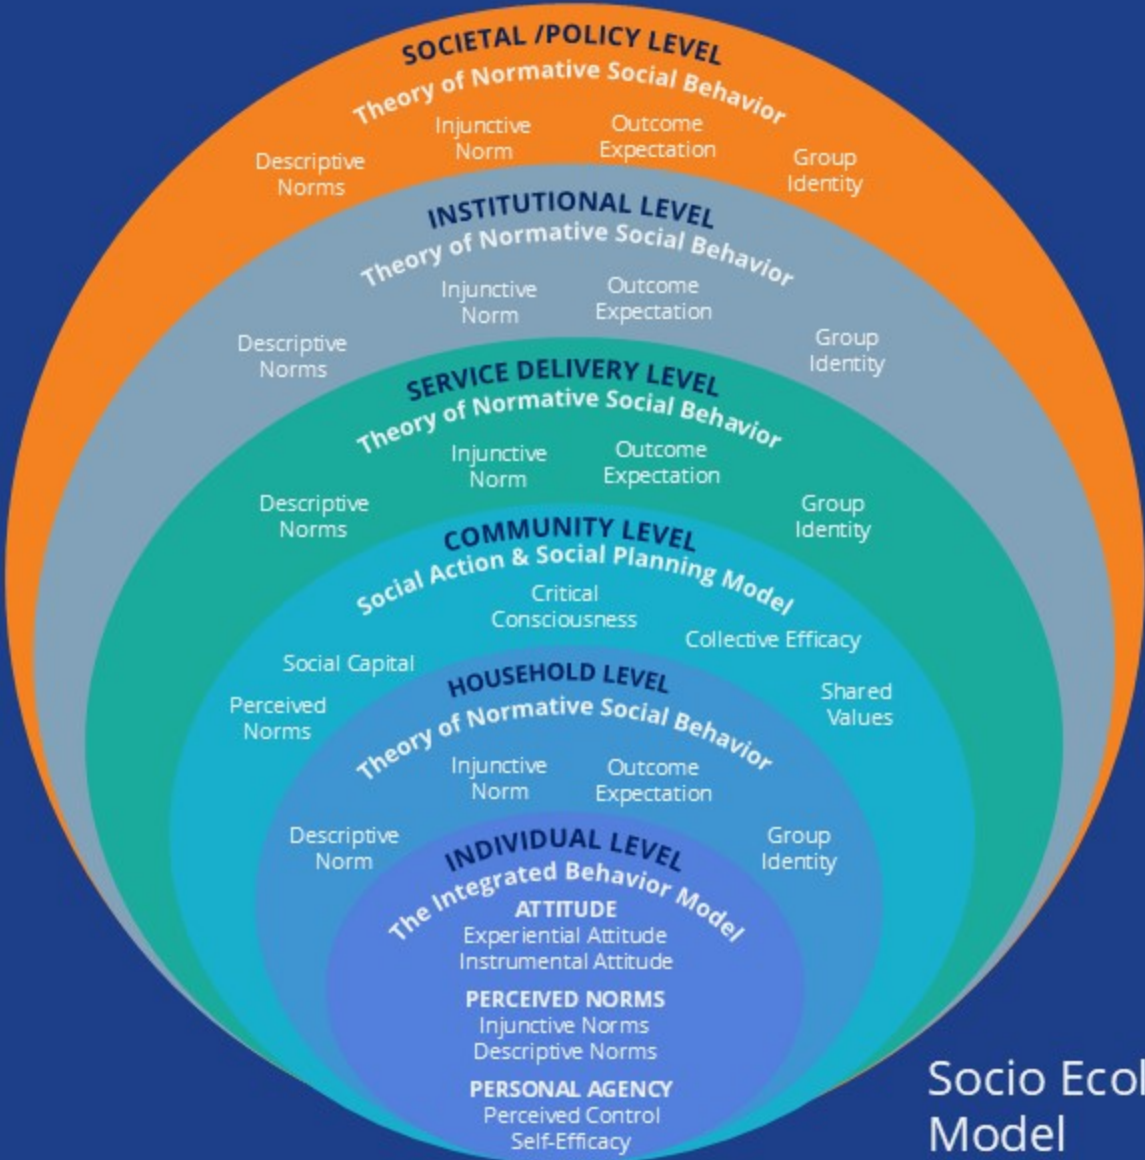 SOCIETAL /POLICY LEVEL
Theory of Normative Social Behavior
Descriptive
Norms
Injunctive
Norm
Outcome
Expectation
Group
Identity
INSTITUTIONAL LEVEL
Theory of Normative Social Behavior
Descriptive
Norms
Injunctive
Norm
Outcome
Expectation
Group
Identity
SERVICE DELIVERY LEVEL
Theory of Normative Social Behavior
Descriptive
Norms
Injunctive
Norm
Outcome
Expectation
Group
Identity
COMMUNITY LEVEL
Social Action & Social Planning Model
Critical
Consciousness
Collective Efficacy
Social Capital
Perceived
Norms
Shared
Values
HOUSEHOLD LEVEL
Theory of Normative Social Behavior
Descriptive
Norm
Injunctive
Norm
Outcome
Expectation
Group
Identity
INDIVIDUAL LEVEL
The Integrated Behavior Model
ATTITUDE
Experiential Attitude
Instrumental Attitude
PERCEIVED NORMS
Injunctive Norms
Descriptive Norms
PERSONAL AGENCY
Perceived Control
Self-Efficacy
Socio Ecol
Model